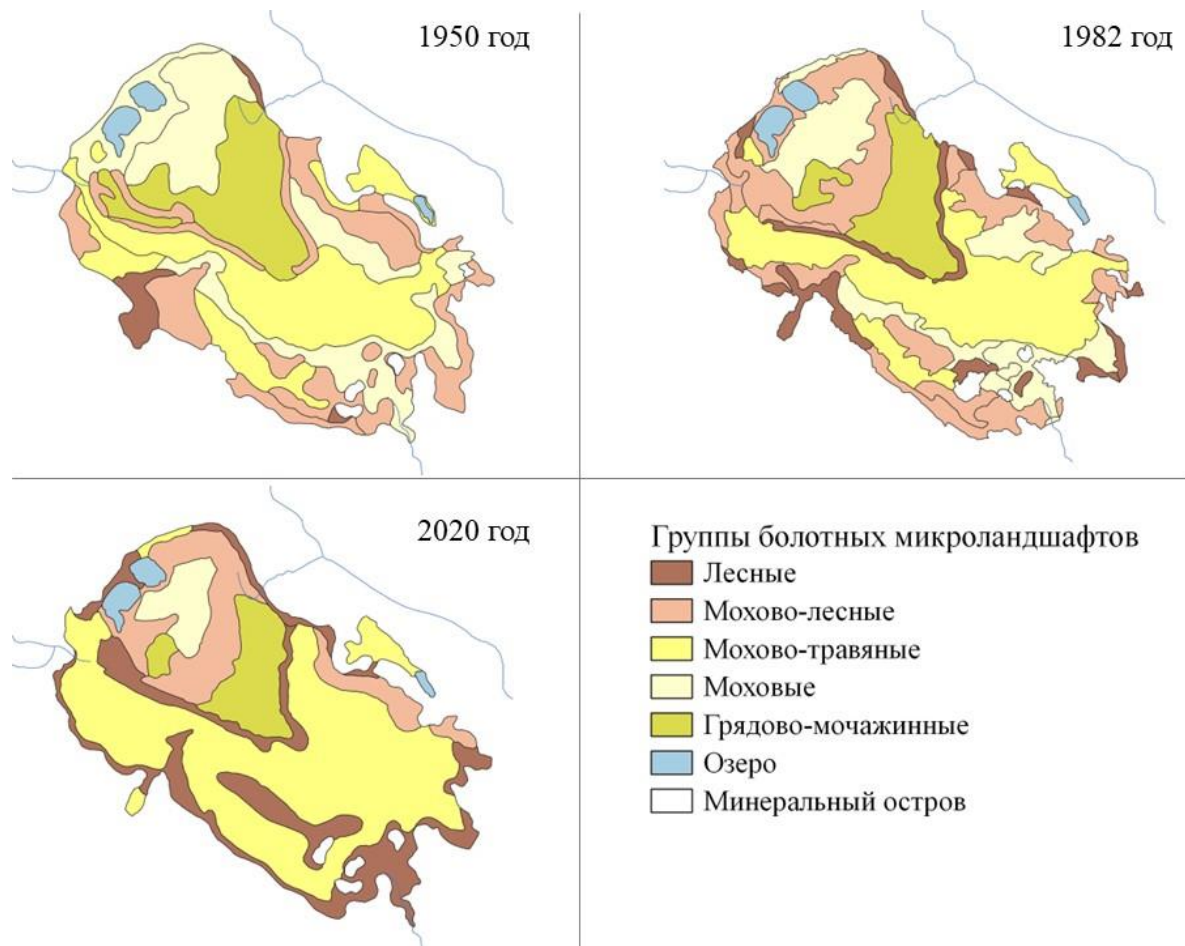 1950 год
1982 год
2020 год
Группы болотных микроландшафтов
Лесные
Мохово-лесные
Мохово-травяные
Моховые
Грядово-мочажинные
Озеро
Минеральный остров